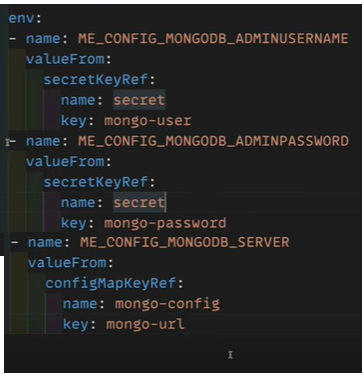 env:
- name: ME_CONFIG_MONGODB_ADMINUSERNAME
  valueFrom:
    secretKeyRef:
      name: secret
      key: mongo-user
- name: ME_CONFIG_MONGODB_ADMINPASSWORD
  valueFrom:
    secretKeyRef:
      name: secret
      key: mongo-password
- name: ME_CONFIG_MONGODB_SERVER
  valueFrom:
    configMapKeyRef:
      name: mongo-config
      key: mongo-url